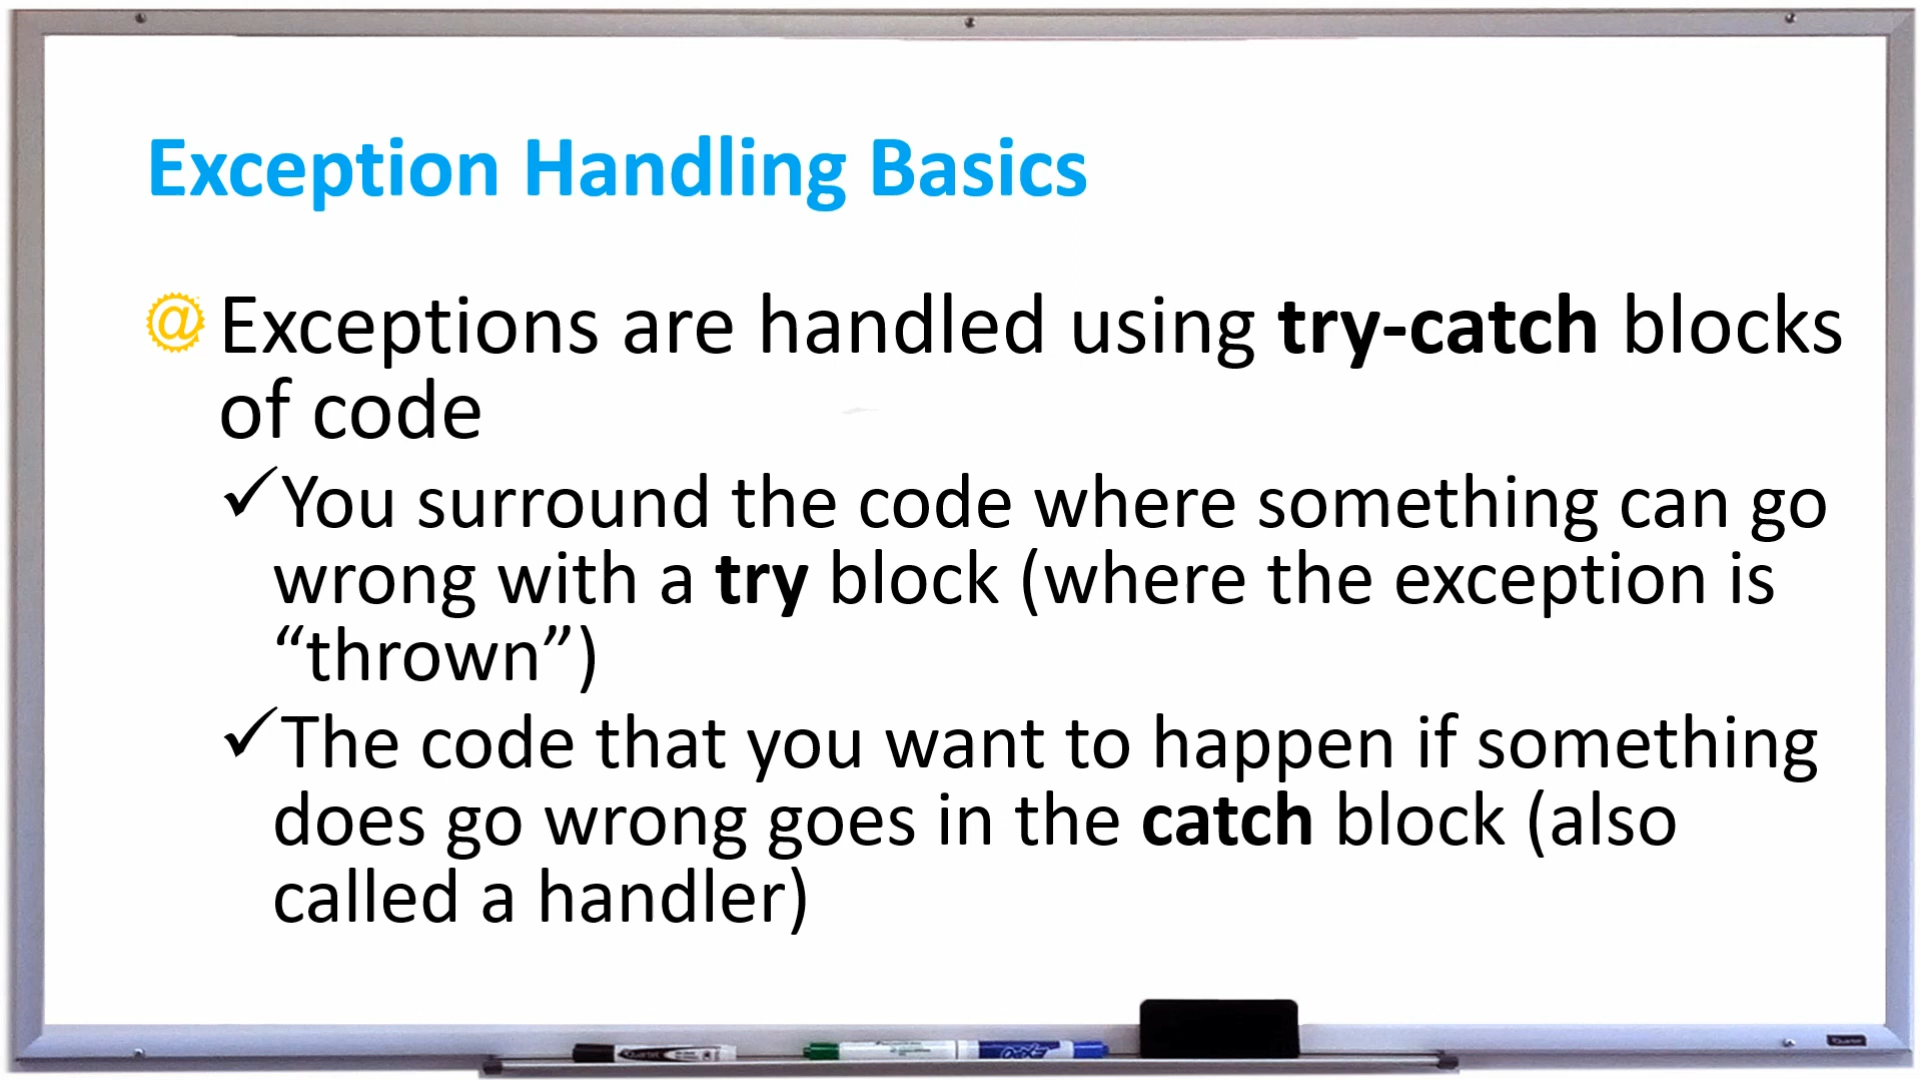 Exception Handling Basics
@ Exceptions are handled using try-catch blocks
of code
✓You surround the code where something can go
wrong with a try block (where the exception is
“thrown”)
✓The code that you want to happen if something
does go wrong goes in the catch block (also
called a handler)
Quartet